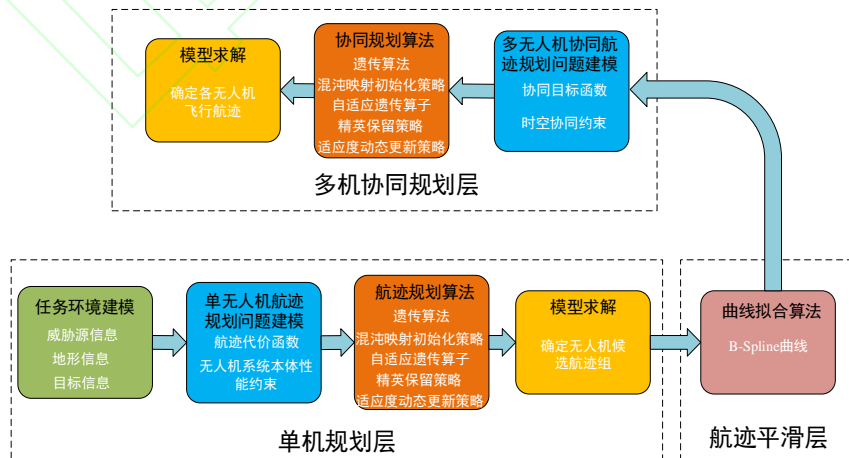 模型求解
确定各无人机
飞行航迹
协同规划算法
遗传算法
混沌映射初始化策略
自适应遗传算子
精英保留策略
适应度动态更新策略
多无人机协同航
迹规划问题建模
协同目标函数
时空协同约束
多机协同规划层
任务环境建模
威胁源信息
地形信息
目标信息
单无人机航迹
规划问题建模
航迹代价函数
无人机系统本体性
能约束
航迹规划算法
遗传算法
混沌映射初始化策略
自适应遗传算子
精英保留策略
适应度动态更新策略
模型求解
确定无人机候
选航迹组
曲线拟合算法
B-Spline曲线
单机规划层
航迹平滑层